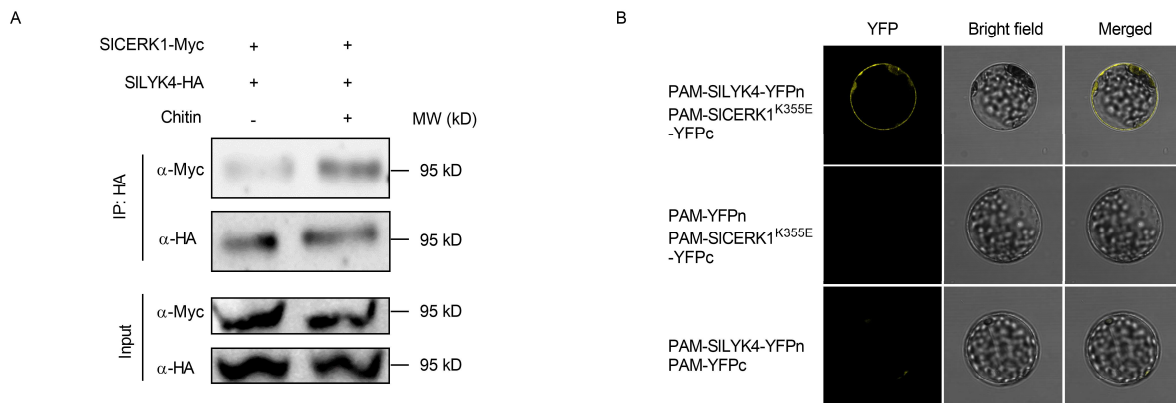 A
SlCERK1-Myc + +
SlLYK4-HA + +
Chitin - + MW (kD)
IP: HA
α-Myc 95 kD
α-HA 95 kD
Input
α-Myc 95 kD
α-HA 95 kD
B
YFP Bright field Merged
PAM-SlLYK4-YFPn
PAM-SlCERK1K355E
-YFPc
PAM-YFPn
PAM-SlCERK1K355E
-YFPc
PAM-SlLYK4-YFPn
PAM-YFPc